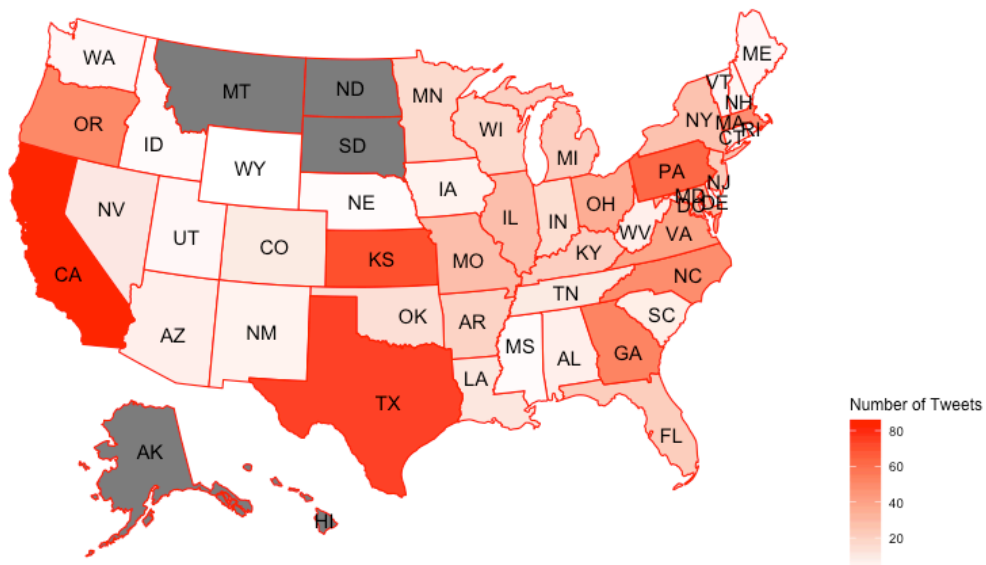 WA
ME
MT
ND
VT
MN
NH
OR
NY
MA
RI
WI
CT
ID
SD
MI
WY
PA
NJ
IA
MD
NE
OH
DC
DE
NV
IL
IN
WV
UT
VA
CO
KS
MO
KY
CA
NC
TN
OK
SC
AZ
NM
AR
MS
GA
AL
LA
TX
Number of Tweets
80
FL
AK
60
40
HI
20